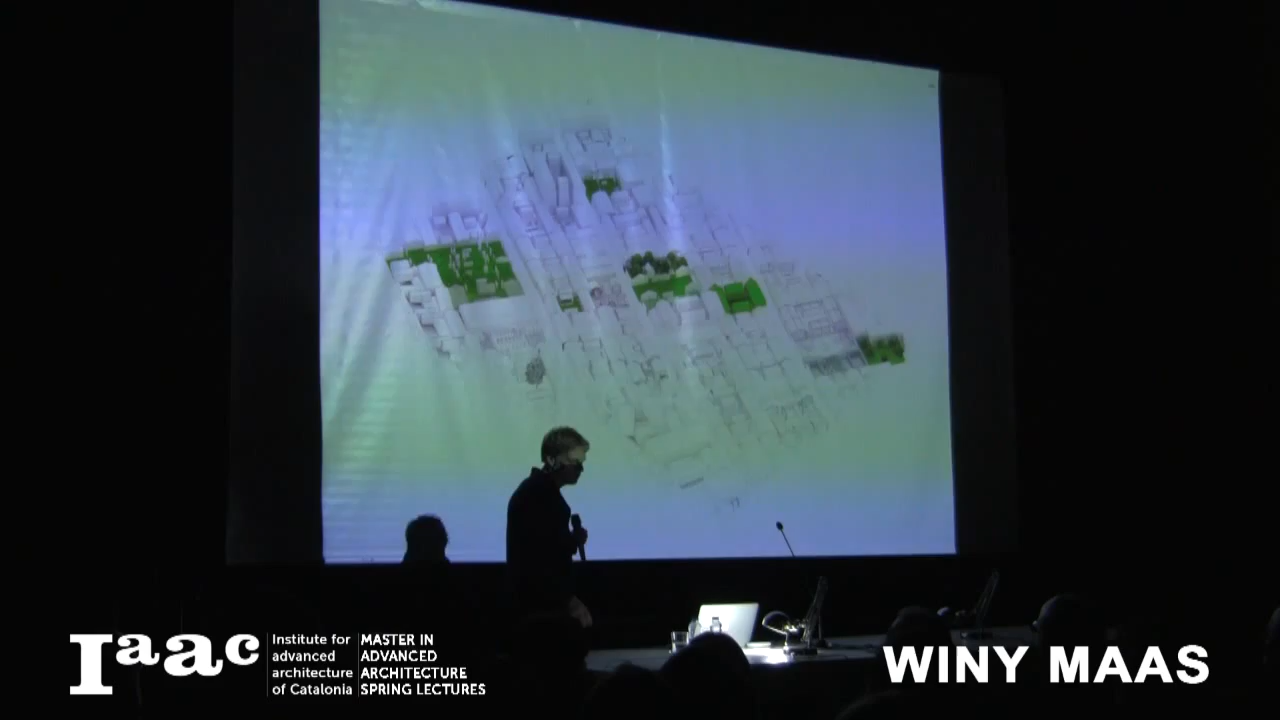 Iaac
Institute for
advanced
architecture
of Catalonia
MASTER IN
ADVANCED
ARCHITECTURE
SPRING LECTURES
WINY MAAS